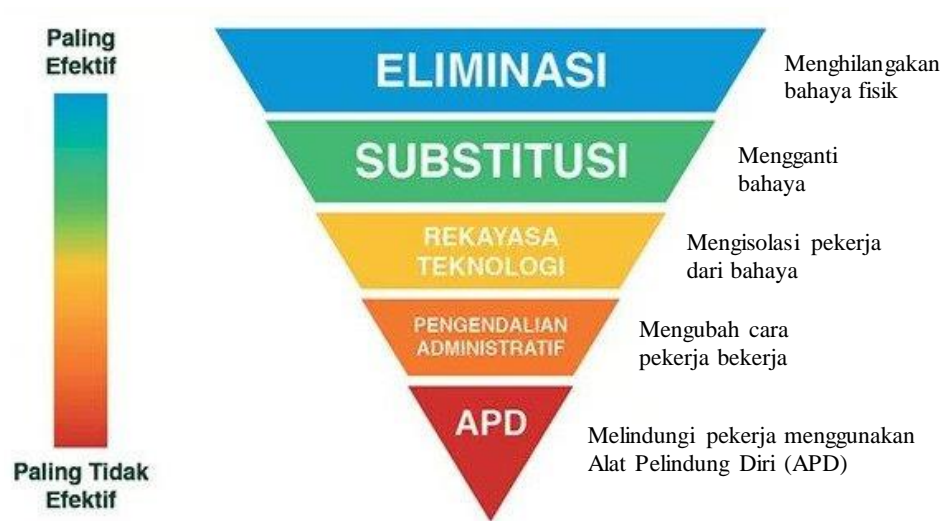 Paling
Efektif
ELIMINASI
Menghilangakan
bahaya fisik
SUBSTITUSI
Mengganti
bahaya
REKAYASA
TEKNOLOGI
Mengisolasi pekerja
dari bahaya
PENGENDALIAN
ADMINISTRATIF
Mengubah cara
pekerja bekerja
APD
Melindungi pekerja menggunakan
Alat Pelindung Diri (APD)
Paling Tidak
Efektif